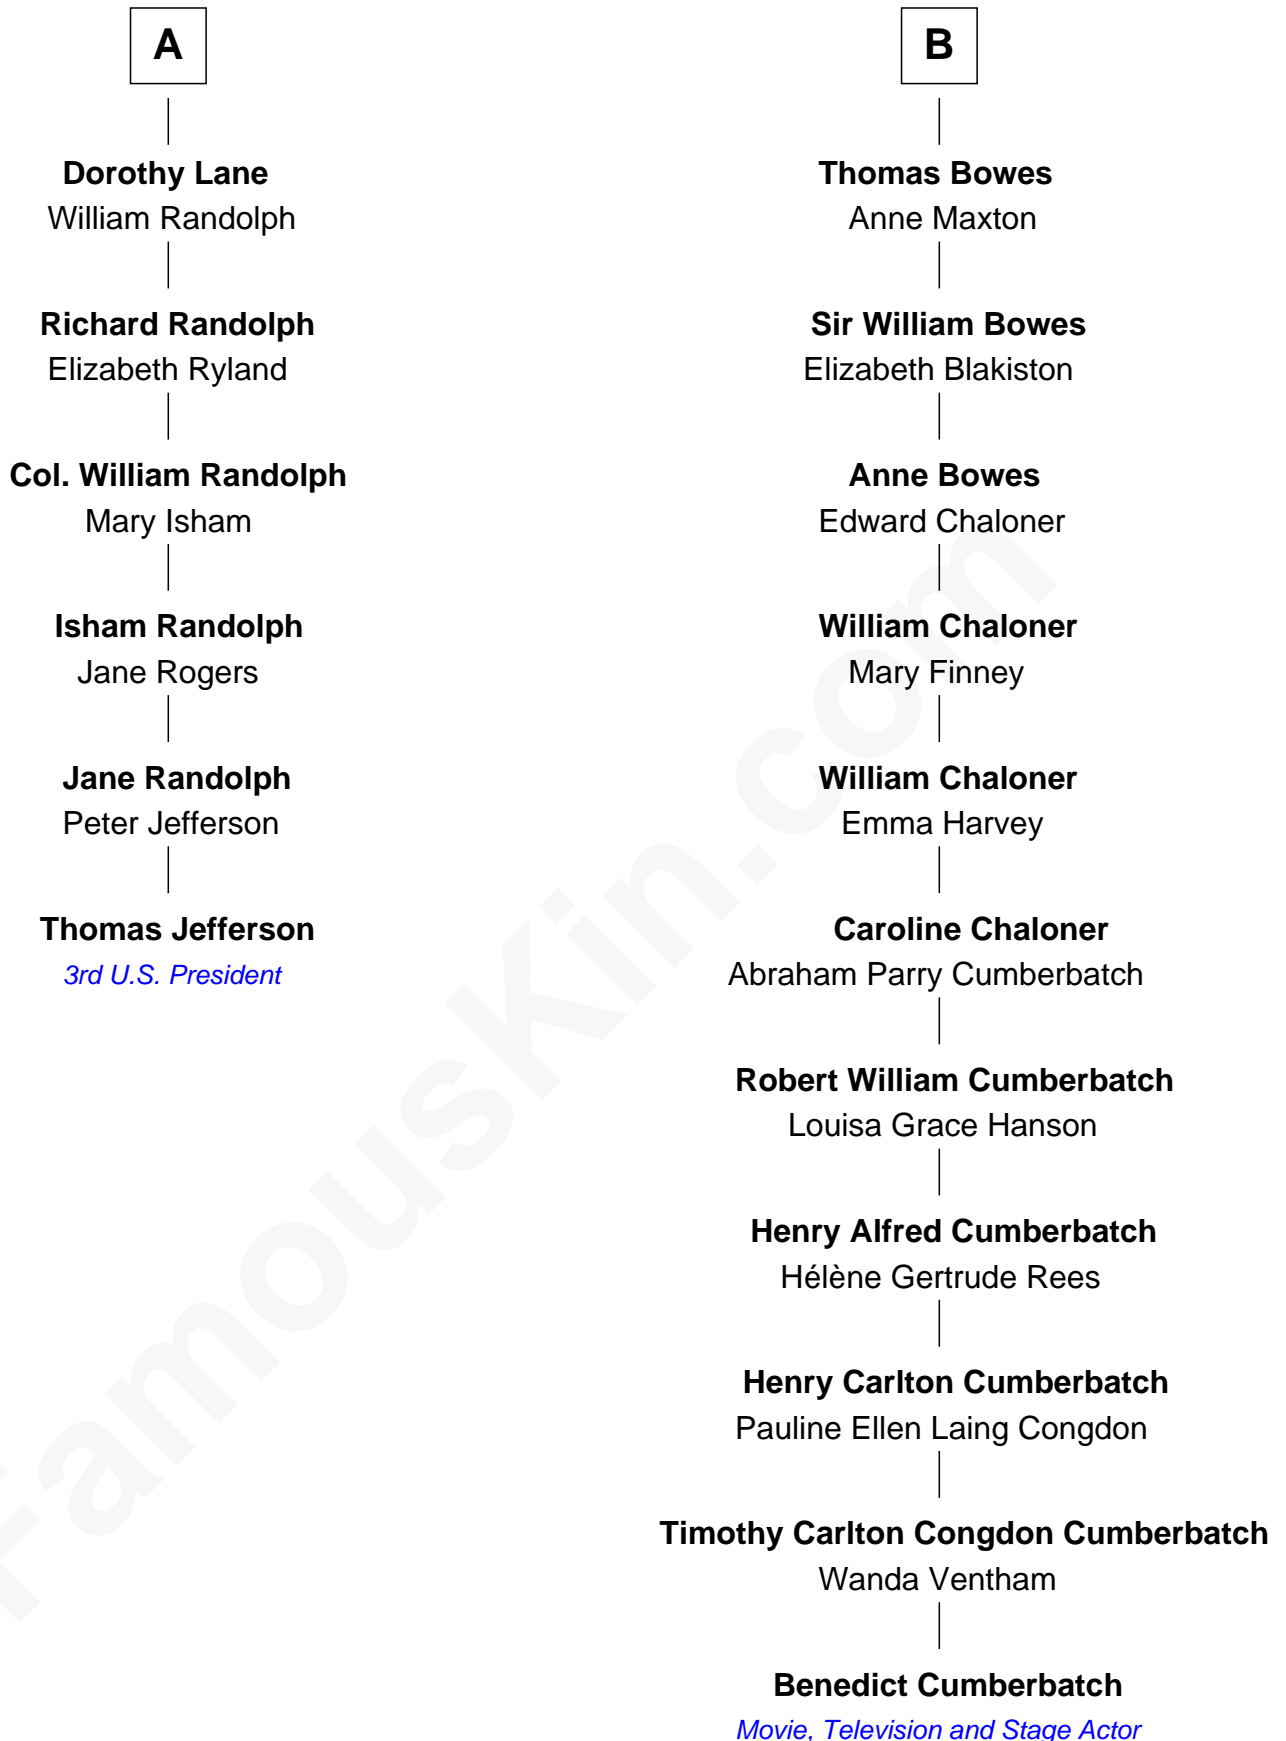 A
Dorothy Lane
William Randolph
Richard Randolph
Elizabeth Ryland
Col. William Randolph
Mary Isham
Isham Randolph
Jane Rogers
Jane Randolph
Peter Jefferson
Thomas Jefferson
3rd U.S. President
B
Thomas Bowes
Anne Maxton
Sir William Bowes
Elizabeth Blakiston
Anne Bowes
Edward Chaloner
William Chaloner
Mary Finney
William Chaloner
Emma Harvey
Caroline Chaloner
Abraham Parry Cumberbatch
Robert William Cumberbatch
Louisa Grace Hanson
Henry Alfred Cumberbatch
Hélène Gertrude Rees
Henry Carlton Cumberbatch
Pauline Ellen Laing Congdon
Timothy Carlton Congdon Cumberbatch
Wanda Ventham
Benedict Cumberbatch
Movie, Television and Stage Actor
FamousKin.com